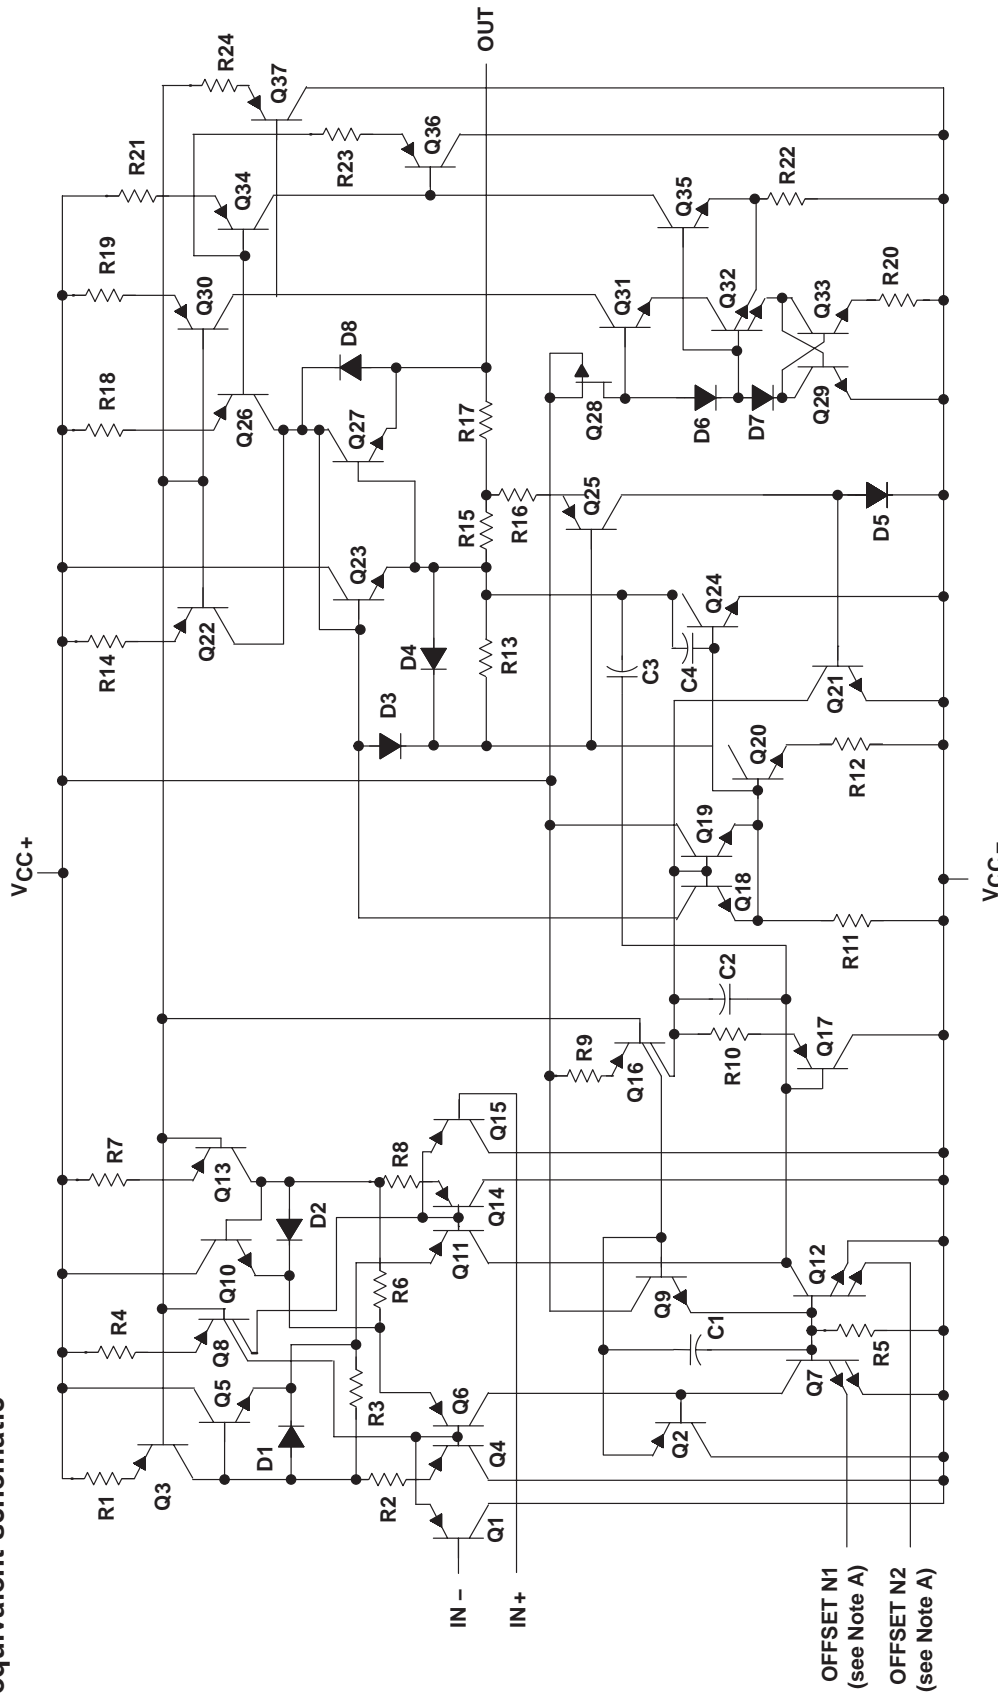 equivalent schematic
VCC+
R1
R4
R7
R14
R18
R19
R21
R24
Q3
Q5
Q8
Q10
Q13
Q22
Q26
Q30
Q34
Q37
D1
D2
D8
R23
R2
R3
R6
R8
D3
D4
Q23
Q27
Q36
IN –
Q1
Q4
Q6
Q11
Q14
Q15
R13
R15
R17
OUT
IN+
R16
R9
Q16
Q25
Q28
Q31
Q2
Q9
C1
R10
C2
Q18
Q19
C3
C4
Q24
D6
D7
Q32
Q35
R22
Q7
Q12
Q17
Q20
Q21
Q29
Q33
OFFSET N1
(see Note A)
R5
R11
R12
D5
R20
OFFSET N2
(see Note A)
VCC –